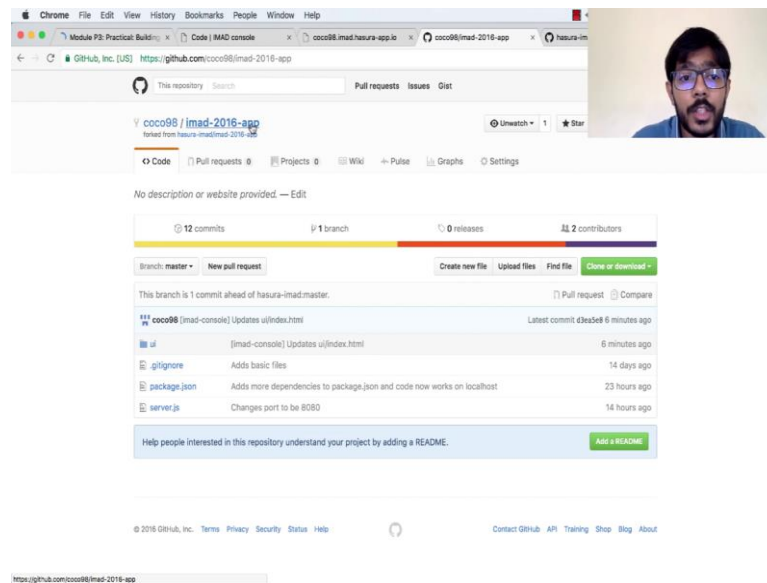 Chrome File Edit View History Bookmarks People Window Help
Module P3: Practical: Building Code | IMAD console coco98.imad.hasura-app.io coco98/imad-2016-app hasura-im
GitHub, Inc. [US] https://github.com/coco98/imad-2016-app
This repository Search Pull requests Issues Gist
coco98 / imad-2016-app Unwatch 1 Star
forked from hasura-imad/imad-2016-app
Code Pull requests 0 Projects 0 Wiki Pulse Graphs Settings
No description or website provided. — Edit
12 commits 1 branch 0 releases 2 contributors
Branch: master New pull request Create new file Upload files Find file Clone or download
This branch is 1 commit ahead of hasura-imad:master. Pull request Compare
coco98 [imad-console] Updates ui/index.html Latest commit d3ea5e8 6 minutes ago
ui [imad-console] Updates ui/index.html 6 minutes ago
.gitignore Adds basic files 14 days ago
package.json Adds more dependencies to package.json and code now works on localhost 23 hours ago
server.js Changes port to be 8080 14 hours ago
Help people interested in this repository understand your project by adding a README. Add a README
© 2016 GitHub, Inc. Terms Privacy Security Status Help Contact GitHub API Training Shop Blog About
https://github.com/coco98/imad-2016-app